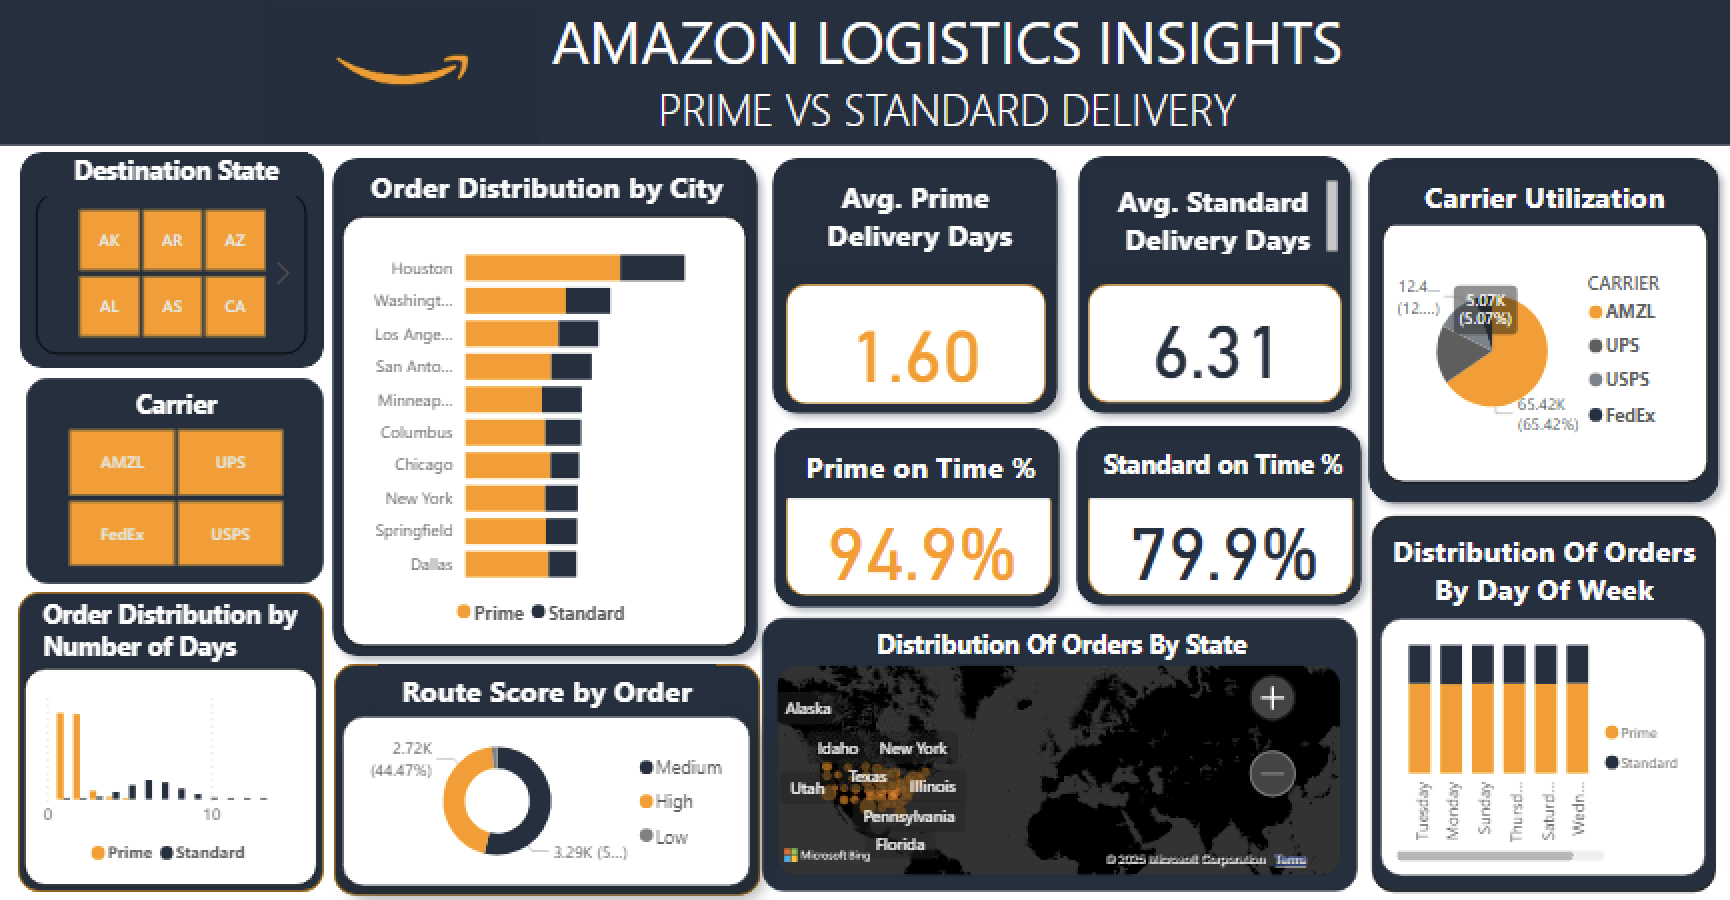 AMAZON LOGISTICS INSIGHTS
PRIME VS STANDARD DELIVERY
Destination State
AK AR AZ
AL AS CA
Carrier
AMZL UPS
FedEx USPS
Order Distribution by
Number of Days
0 10
Prime Standard
Order Distribution by City
Houston
Washingt...
Los Ange...
San Anto...
Minneap...
Columbus
Chicago
New York
Springfield
Dallas
Prime Standard
Route Score by Order
2.72K
(44.47%)
3.29K (5...)
Medium
High
Low
Avg. Prime
Delivery Days
1.60
Avg. Standard
Delivery Days
6.31
Prime on Time %
94.9%
Standard on Time %
79.9%
Distribution Of Orders By State
Alaska
Idaho New York
Texas
Utah Illinois
Pennsylvania
Florida
Microsoft Bing
© 2025 Microsoft Corporation Terms
Carrier Utilization
12.4...
(12....)
5.07K
(5.07%)
65.42K
(65.42%)
CARRIER
AMZL
UPS
USPS
FedEx
Distribution Of Orders
By Day Of Week
Tuesday
Monday
Sunday
Thursd...
Saturd...
Wedn...
Prime
Standard